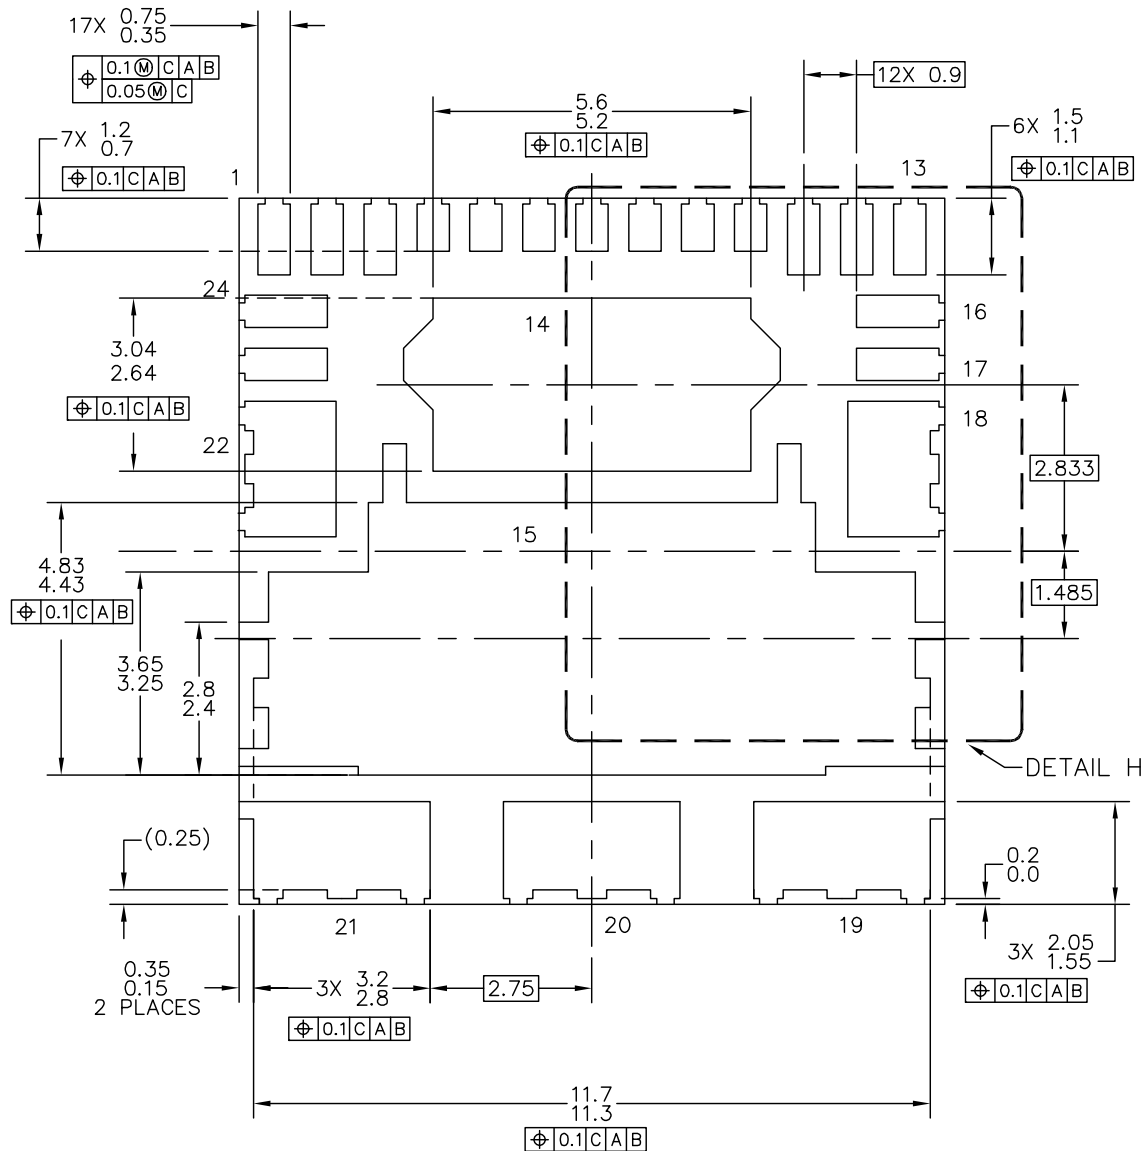 17X 0.75
0.35
⌖ 0.1 Ⓜ C A B
0.05 Ⓜ C
12X 0.9
5.6
5.2
⌖ 0.1 C A B
7X 1.2
0.7
⌖ 0.1 C A B
6X 1.5
1.1
⌖ 0.1 C A B
1
13
24
14
16
3.04
2.64
⌖ 0.1 C A B
17
22
18
2.833
15
4.83
4.43
⌖ 0.1 C A B
1.485
3.65
3.25
2.8
2.4
DETAIL H
(0.25)
0.2
0.0
21
20
19
3X 2.05
1.55
⌖ 0.1 C A B
0.35
0.15
2 PLACES
3X 3.2
2.8
⌖ 0.1 C A B
2.75
11.7
11.3
⌖ 0.1 C A B